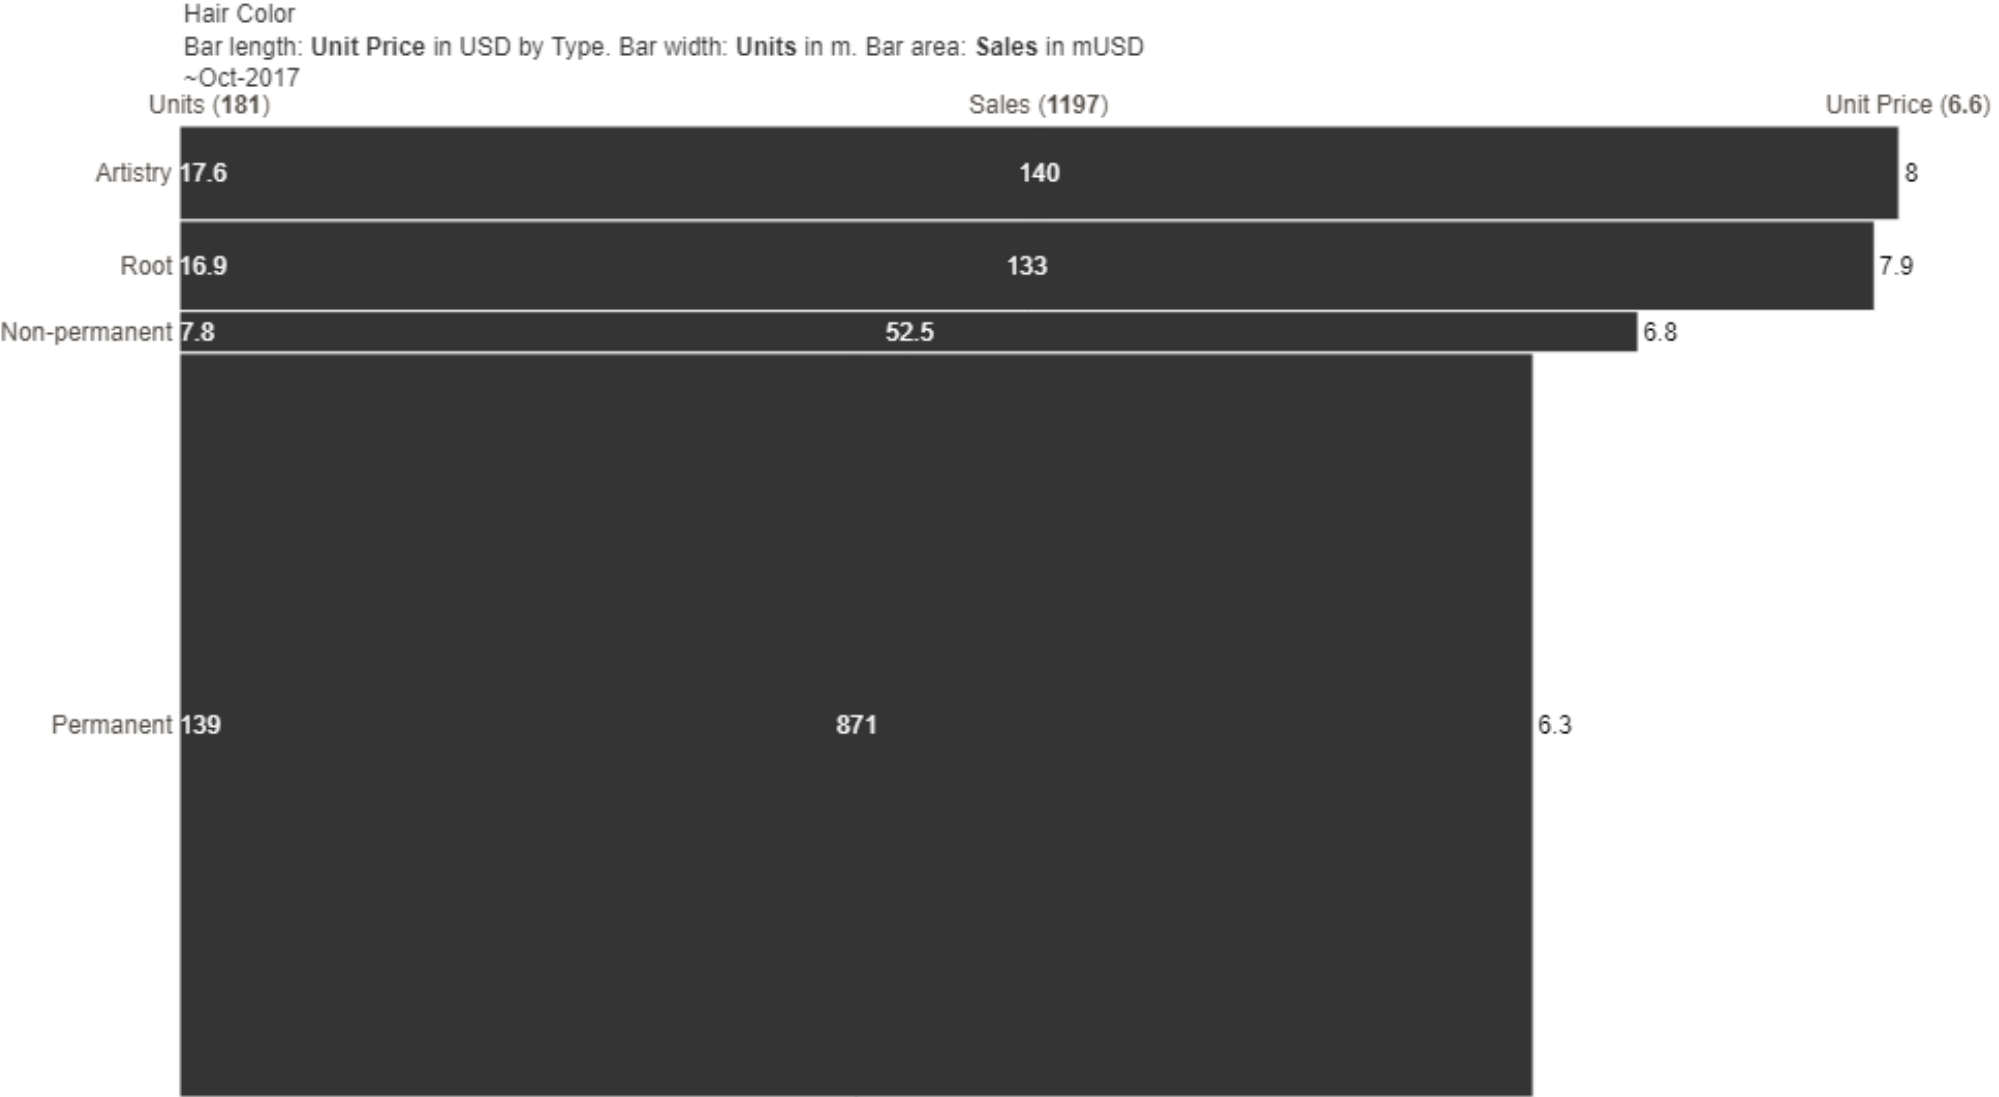 Hair Color
Bar length: Unit Price in USD by Type. Bar width: Units in m. Bar area: Sales in mUSD
~Oct-2017
Units (181) Sales (1197) Unit Price (6.6)
Artistry 17.6 140 8
Root 16.9 133 7.9
Non-permanent 7.8 52.5 6.8
Permanent 139 871 6.3